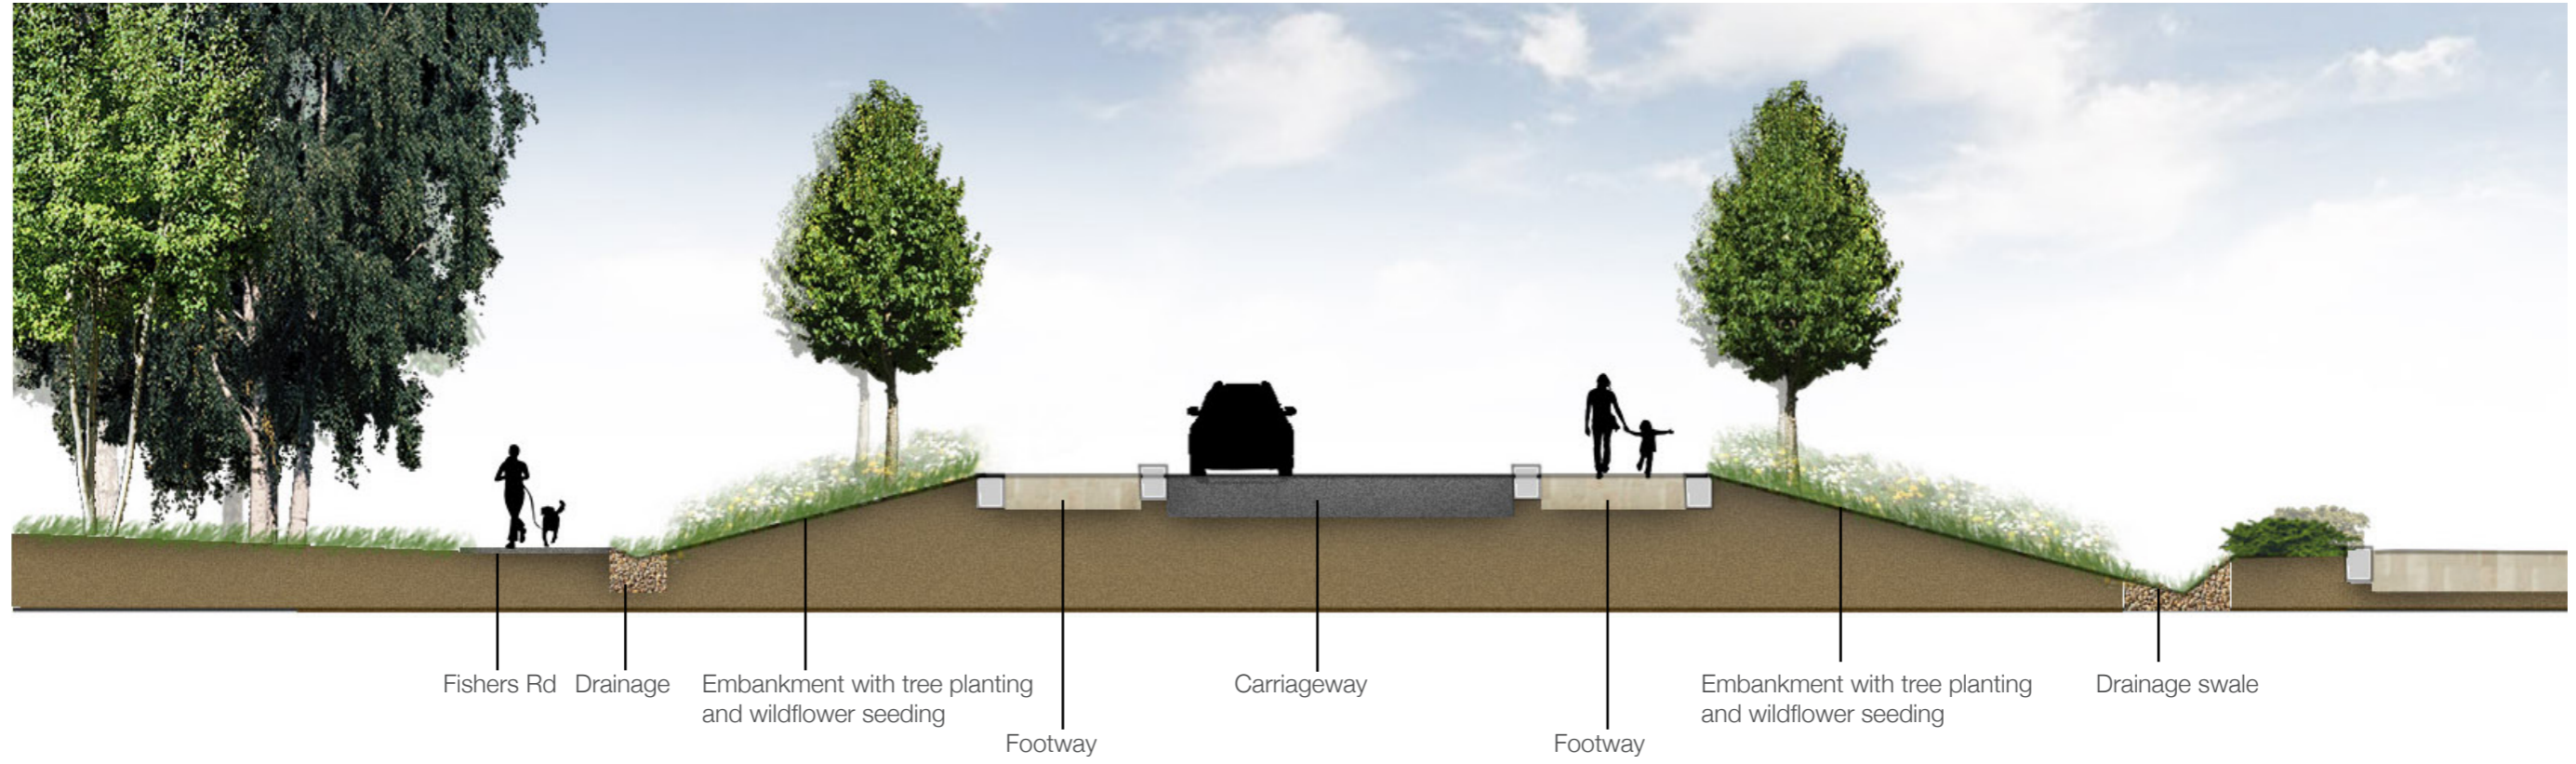 Fishers Rd
Drainage
Embankment with tree planting
and wildflower seeding
Footway
Carriageway
Footway
Embankment with tree planting
and wildflower seeding
Drainage swale